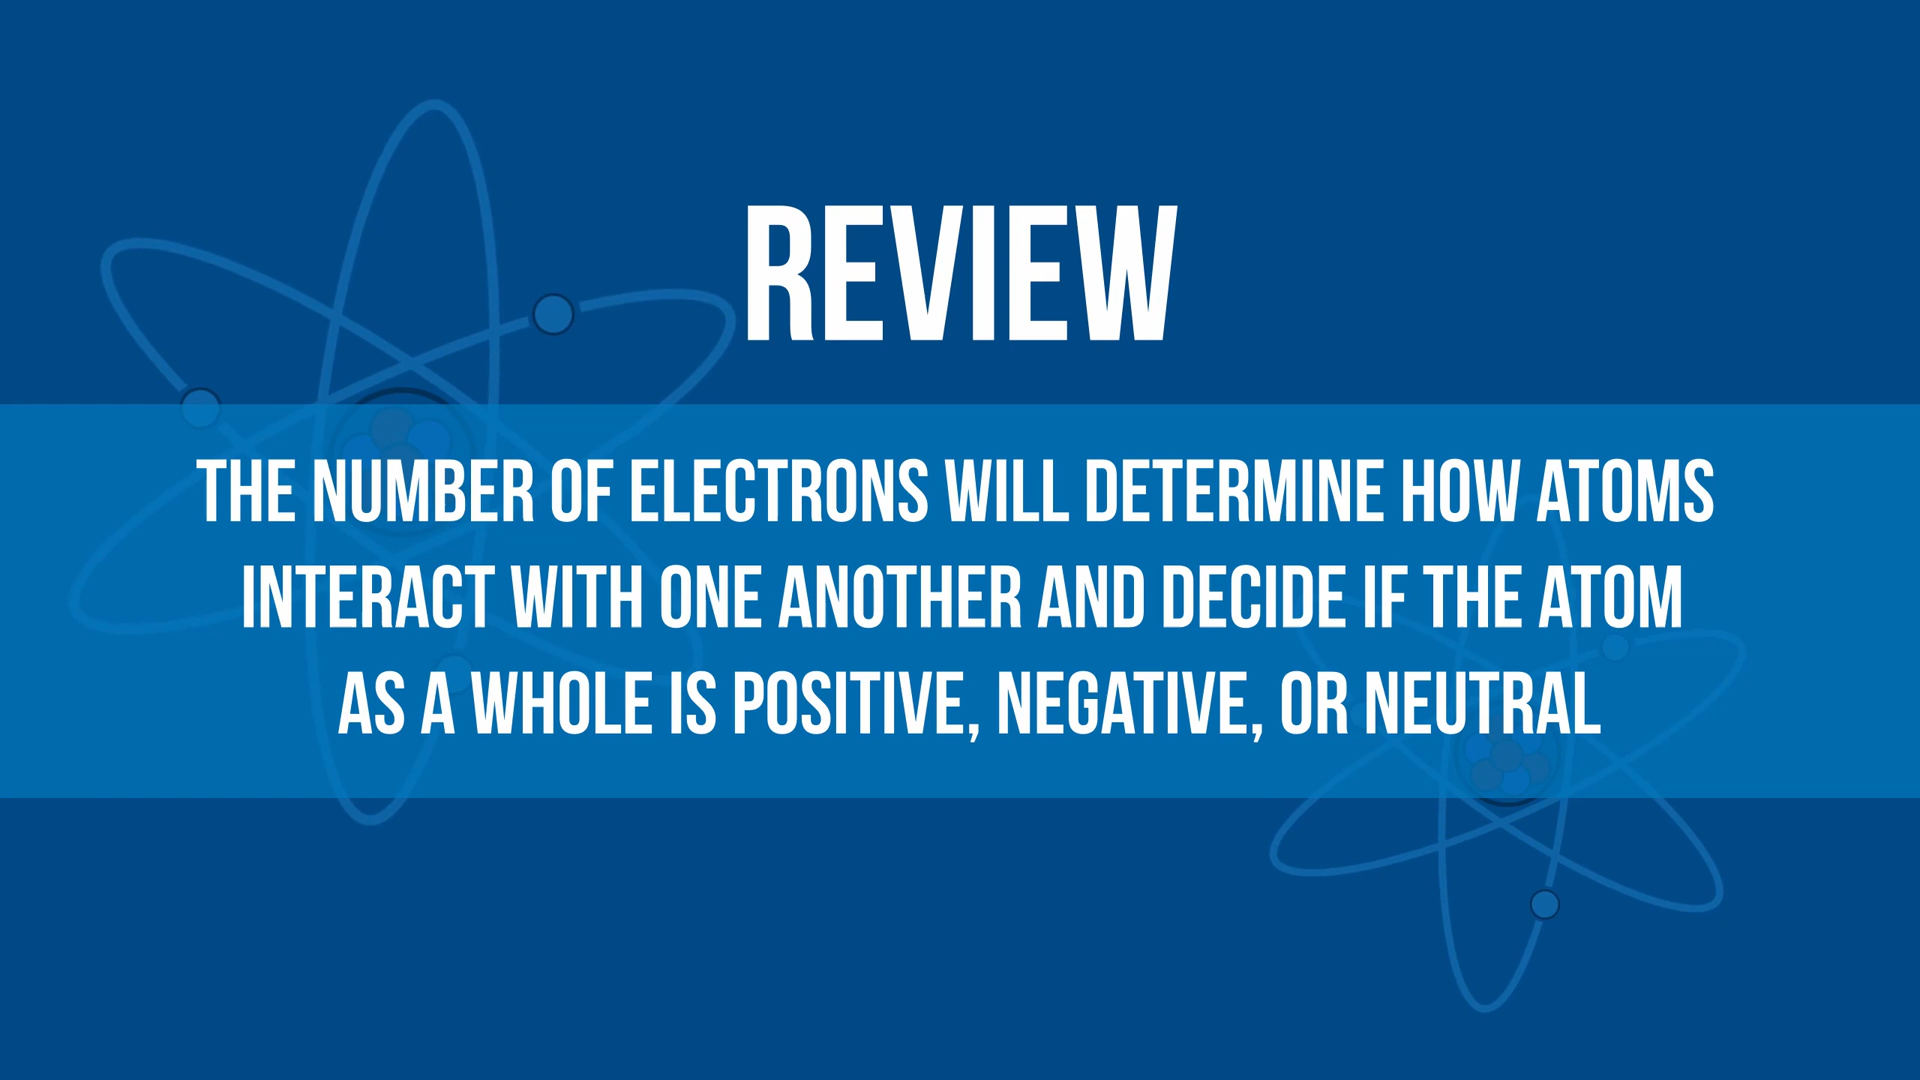 REVIEW
THE NUMBER OF ELECTRONS WILL DETERMINE HOW ATOMS
INTERACT WITH ONE ANOTHER AND DECIDE IF THE ATOM
AS A WHOLE IS POSITIVE, NEGATIVE, OR NEUTRAL